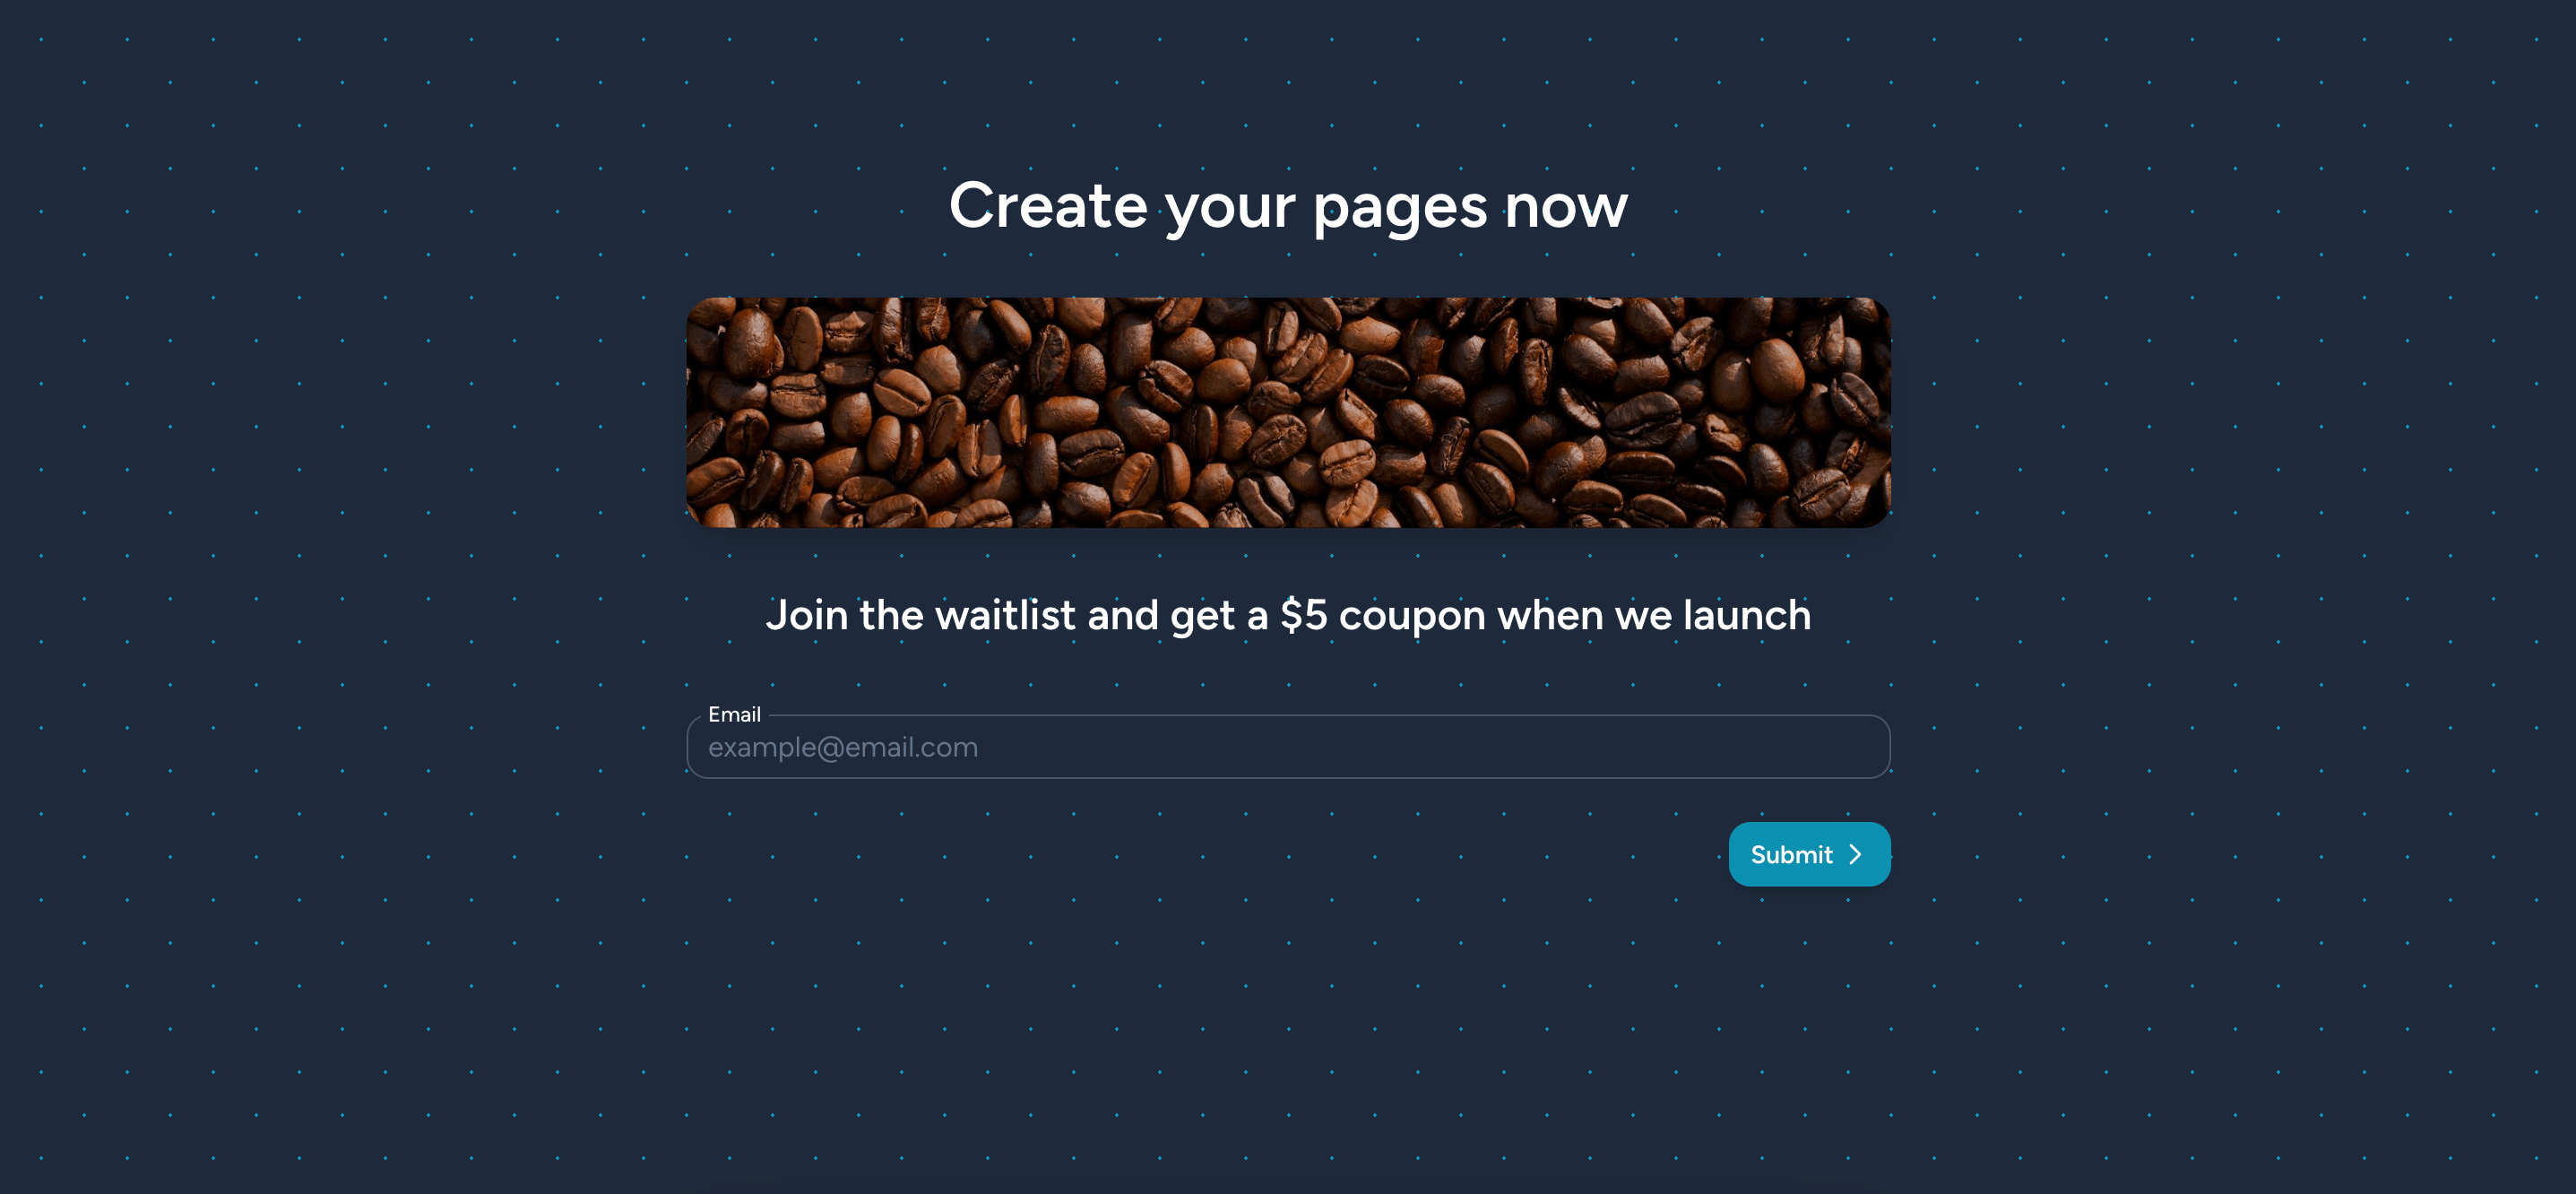 Create your pages now
Join the waitlist and get a $5 coupon when we launch
Email
example@email.com
Submit